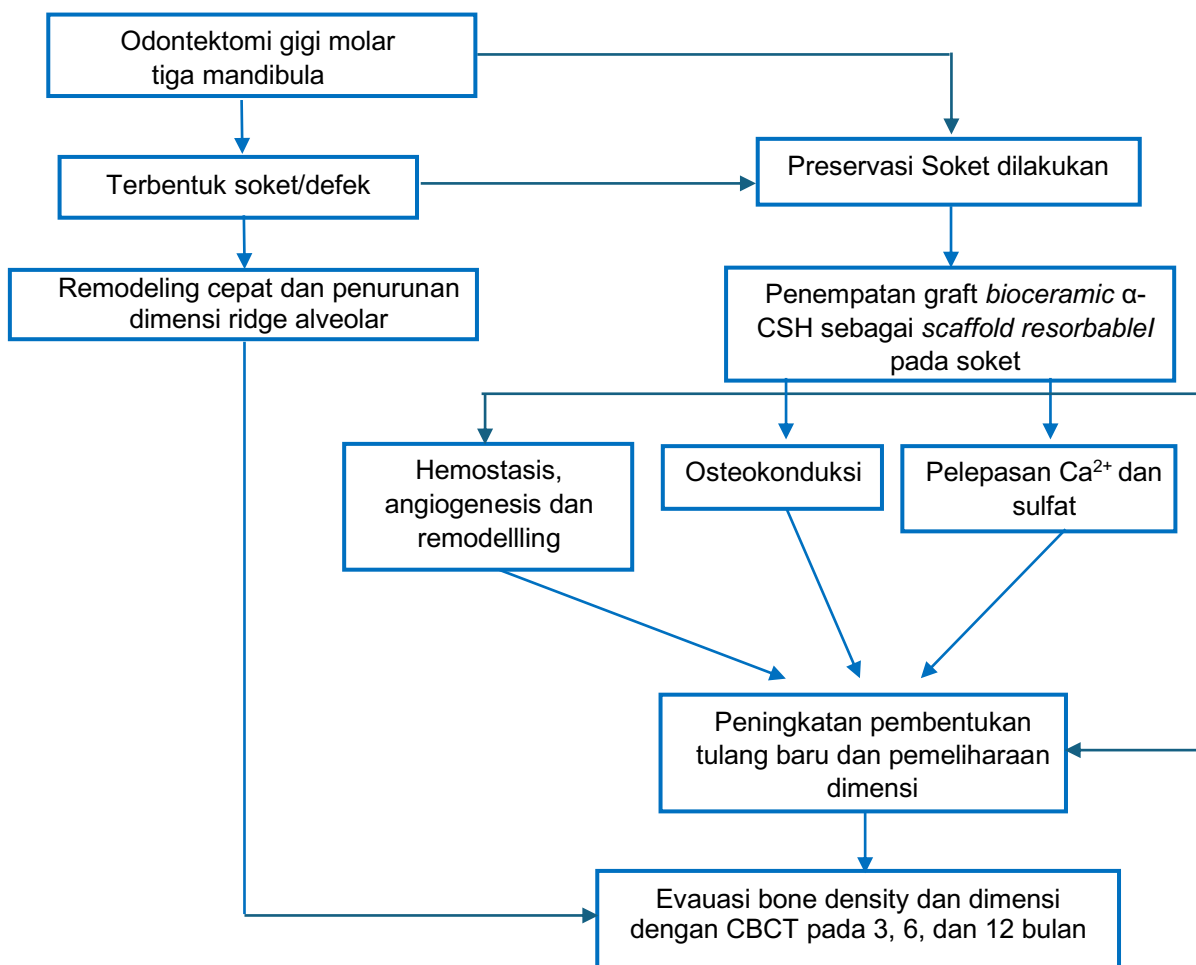 Odontektomi gigi molar
tiga mandibula
Terbentuk soket/defek
Preservasi Soket dilakukan
Remodeling cepat dan penurunan
dimensi ridge alveolar
Penempatan graft bioceramic α-
CSH sebagai scaffold resorbablel
pada soket
Hemostasis,
angiogenesis dan
remodellling
Osteokonduksi
Pelepasan Ca²⁺ dan
sulfat
Peningkatan pembentukan
tulang baru dan pemeliharaan
dimensi
Evauasi bone density dan dimensi
dengan CBCT pada 3, 6, dan 12 bulan